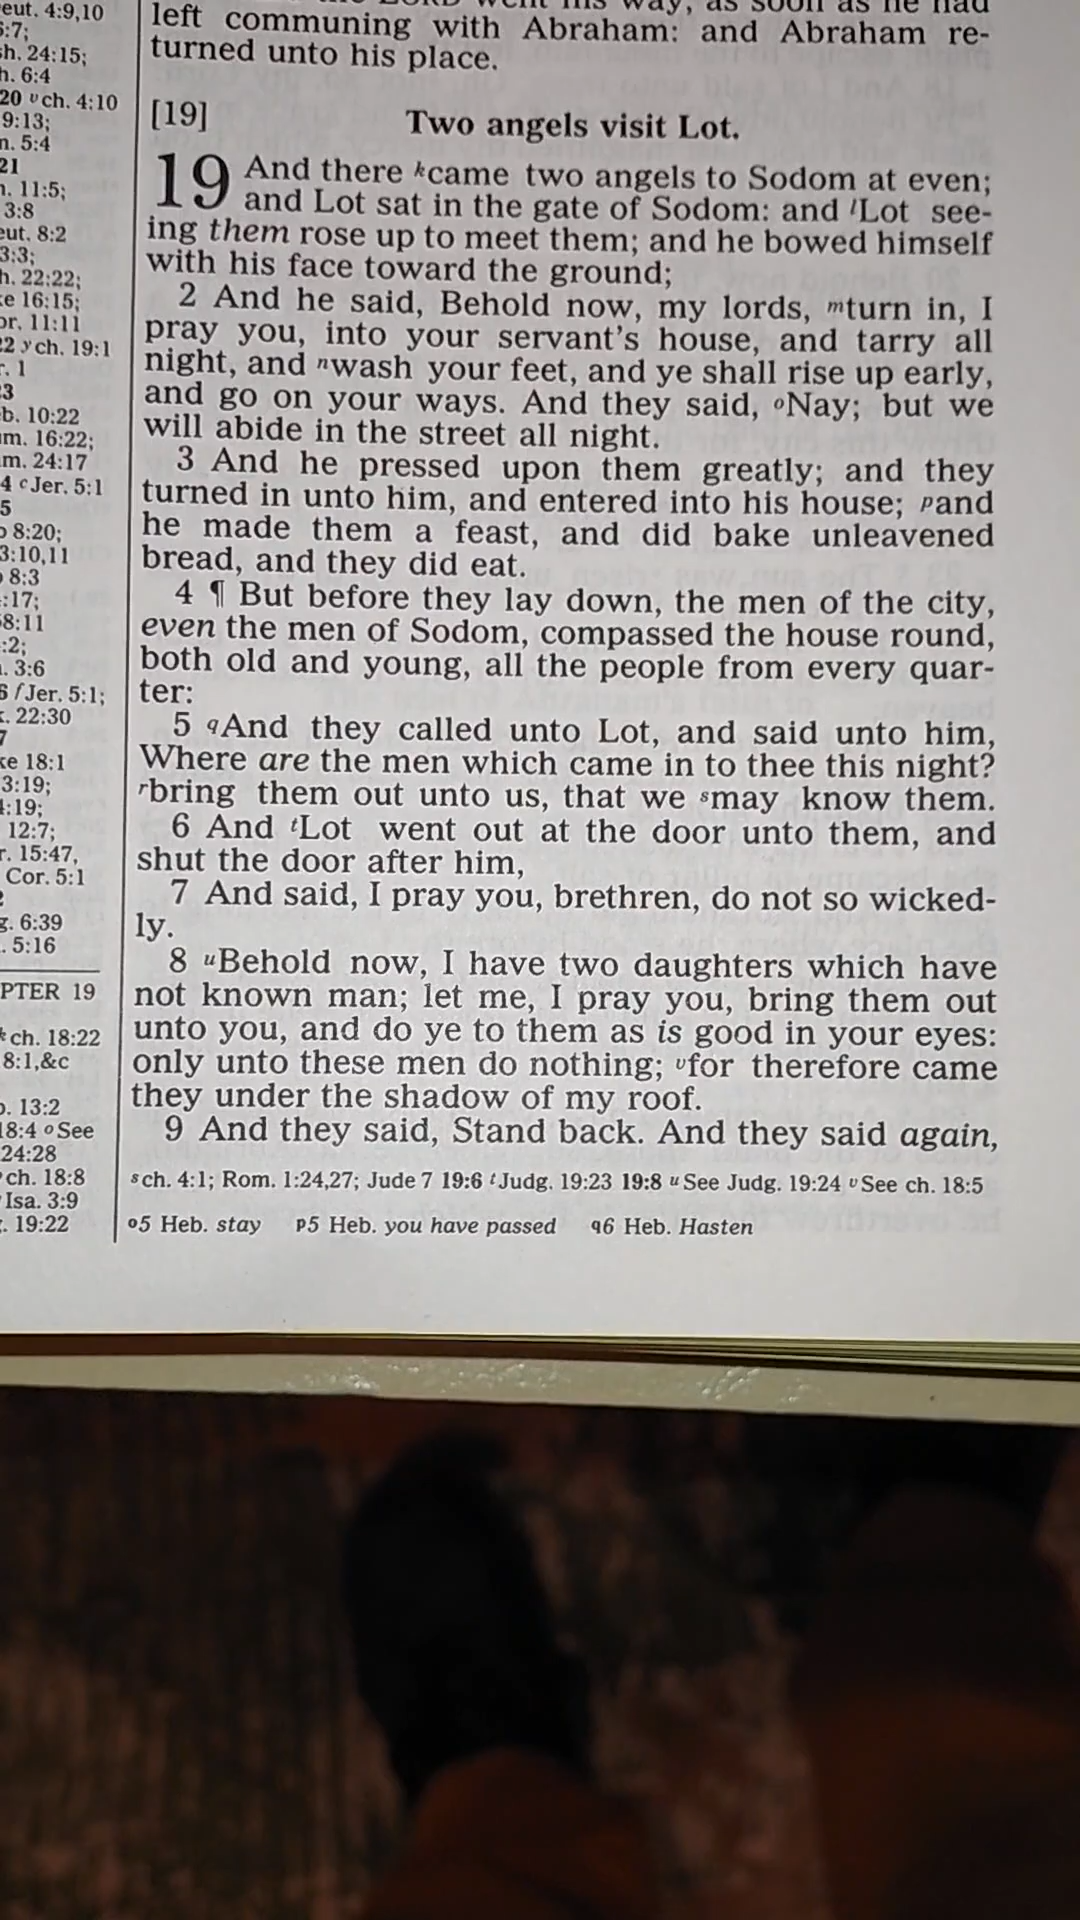 left communing with Abraham: and Abraham re-
turned unto his place.
[19] Two angels visit Lot.
19 And there k came two angels to Sodom at even;
and Lot sat in the gate of Sodom: and l Lot see-
ing them rose up to meet them; and he bowed himself
with his face toward the ground;
2 And he said, Behold now, my lords, m turn in, I
pray you, into your servant's house, and tarry all
night, and n wash your feet, and ye shall rise up early,
and go on your ways. And they said, o Nay; but we
will abide in the street all night.
3 And he pressed upon them greatly; and they
turned in unto him, and entered into his house; p and
he made them a feast, and did bake unleavened
bread, and they did eat.
4 ¶ But before they lay down, the men of the city,
even the men of Sodom, compassed the house round,
both old and young, all the people from every quar-
ter:
5 q And they called unto Lot, and said unto him,
Where are the men which came in to thee this night?
r bring them out unto us, that we s may know them.
6 And t Lot went out at the door unto them, and
shut the door after him,
7 And said, I pray you, brethren, do not so wicked-
ly.
8 u Behold now, I have two daughters which have
not known man; let me, I pray you, bring them out
unto you, and do ye to them as is good in your eyes:
only unto these men do nothing; v for therefore came
they under the shadow of my roof.
9 And they said, Stand back. And they said again,
s ch. 4:1; Rom. 1:24,27; Jude 7 19:6 t Judg. 19:23 19:8 u See Judg. 19:24 v See ch. 18:5
o5 Heb. stay p5 Heb. you have passed q6 Heb. Hasten
eut. 4:9,10
:7;
h. 24:15;
h. 6:4
20 v ch. 4:10
9:13;
n. 5:4
21
11:5;
3:8
eut. 8:2
3:3;
h. 22:22;
ke 16:15;
or. 11:11
22 y ch. 19:1
1
23
b. 10:22
m. 16:22;
m. 24:17
4 c Jer. 5:1
5
8:20;
3:10,11
8:3
:17;
8:11
:2;
3:6
6 f Jer. 5:1;
22:30
7
ke 18:1
3:19;
4:19;
12:7;
r. 15:47,
Cor. 5:1
g. 6:39
5:16
PTER 19
k ch. 18:22
8:1,&c
13:2
18:4 o See
24:28
ch. 18:8
Isa. 3:9
19:22